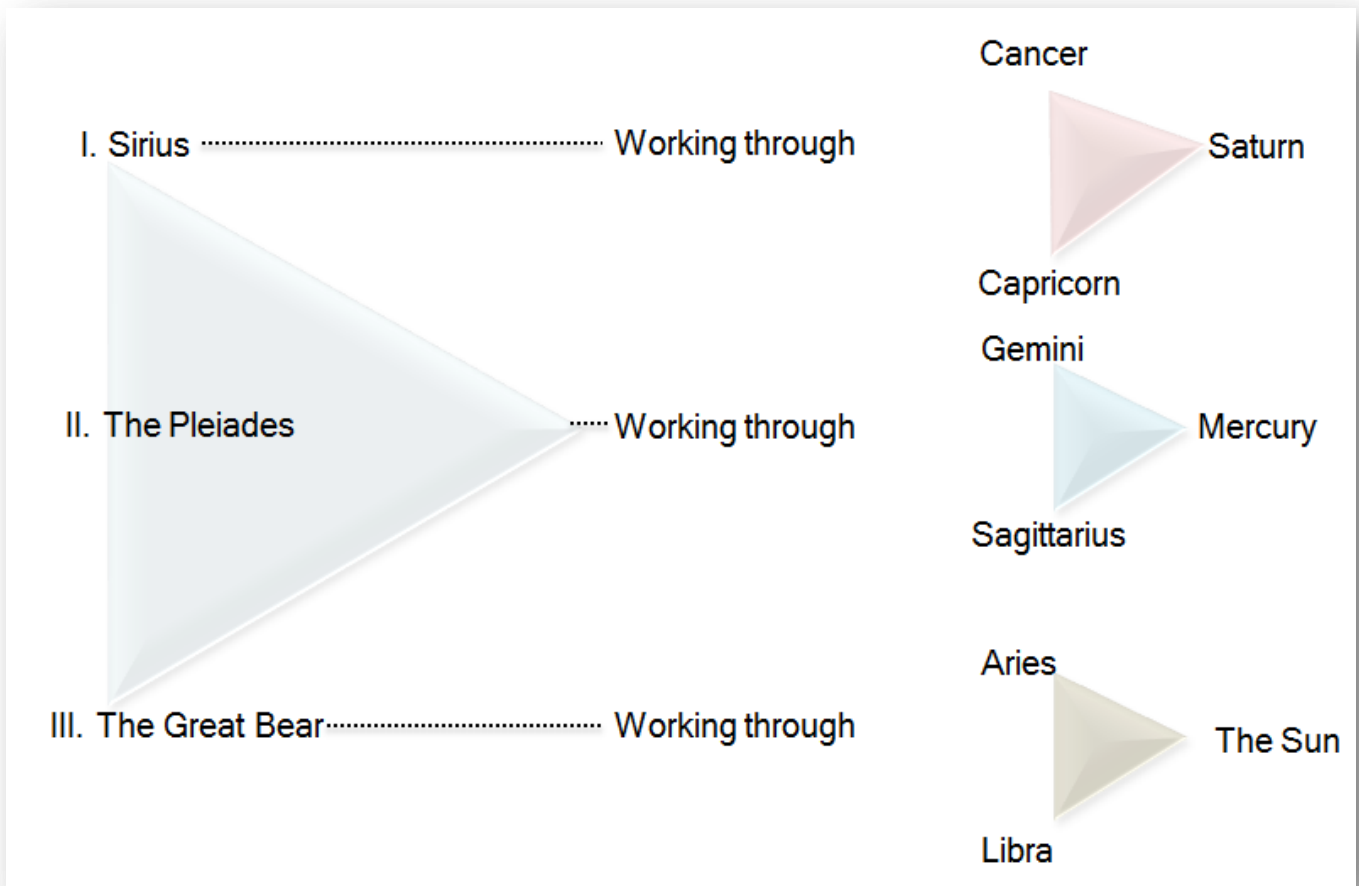 Cancer
I. Sirius Working through Saturn
Capricorn
Gemini
II. The Pleiades Working through Mercury
Sagittarius
Aries
III. The Great Bear Working through The Sun
Libra